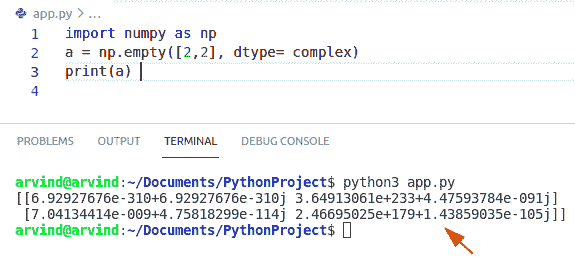 app.py > ...
1 import numpy as np
2 a = np.empty([2,2], dtype= complex)
3 print(a)
4
PROBLEMS OUTPUT TERMINAL DEBUG CONSOLE
arvind@arvind:~/Documents/PythonProject$ python3 app.py
[[6.92927676e-310+6.92927676e-310j 3.64913061e+233+4.47593784e-091j]
 [7.04134414e-009+4.75818299e-114j 2.46695025e+179+1.43859035e-105j]]
arvind@arvind:~/Documents/PythonProject$